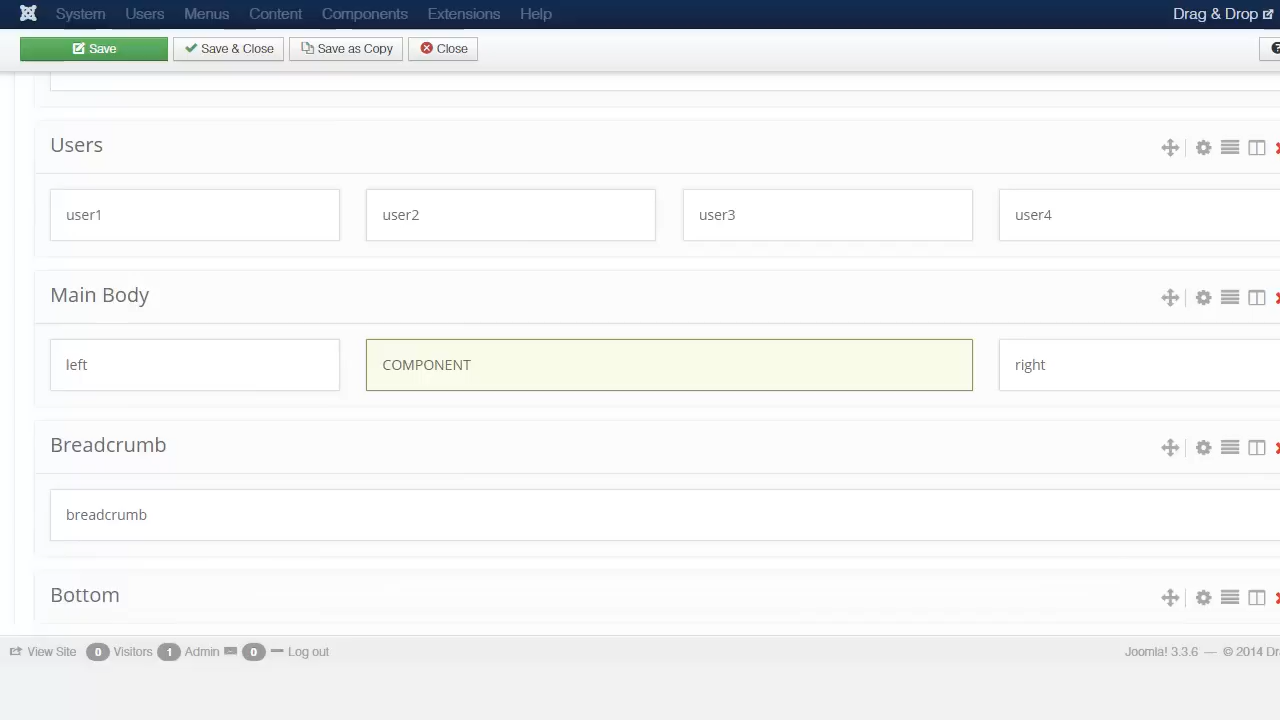 System Users Menus Content Components Extensions Help Drag & Drop
Save Save & Close Save as Copy Close
Users
user1 user2 user3 user4
Main Body
left COMPONENT right
Breadcrumb
breadcrumb
Bottom
View Site 0 Visitors 1 Admin 0 Log out Joomla! 3.3.6 — © 2014